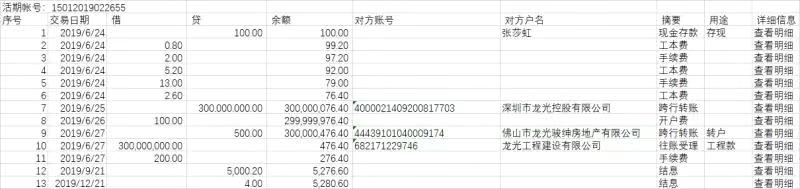 活期帐号：15012019022655
序号 交易日期 借 贷 余额 对方账号 对方户名 摘要 用途 详细信息
1 2019/6/24 100.00 100.00 张莎虹 现金存款 存现 查看明细
2 2019/6/24 0.80 99.20 工本费 查看明细
3 2019/6/24 2.00 97.20 手续费 查看明细
4 2019/6/24 5.20 92.00 工本费 查看明细
5 2019/6/24 13.00 79.00 手续费 查看明细
6 2019/6/24 2.60 76.40 工本费 查看明细
7 2019/6/25 300,000,000.00 300,000,076.40 4000021409200817703 深圳市龙光控股有限公司 跨行转账 查看明细
8 2019/6/26 100.00 299,999,976.40 开户费 查看明细
9 2019/6/27 500.00 300,000,476.40 44439101040009174 佛山市龙光骏绅房地产有限公司 跨行转账 转户 查看明细
10 2019/6/27 300,000,000.00 476.40 682171229746 龙光工程建设有限公司 往账受理 工程款 查看明细
11 2019/6/27 200.00 276.40 手续费 查看明细
12 2019/9/21 5,000.20 5,276.60 结息 查看明细
13 2019/12/21 4.00 5,280.60 结息 查看明细